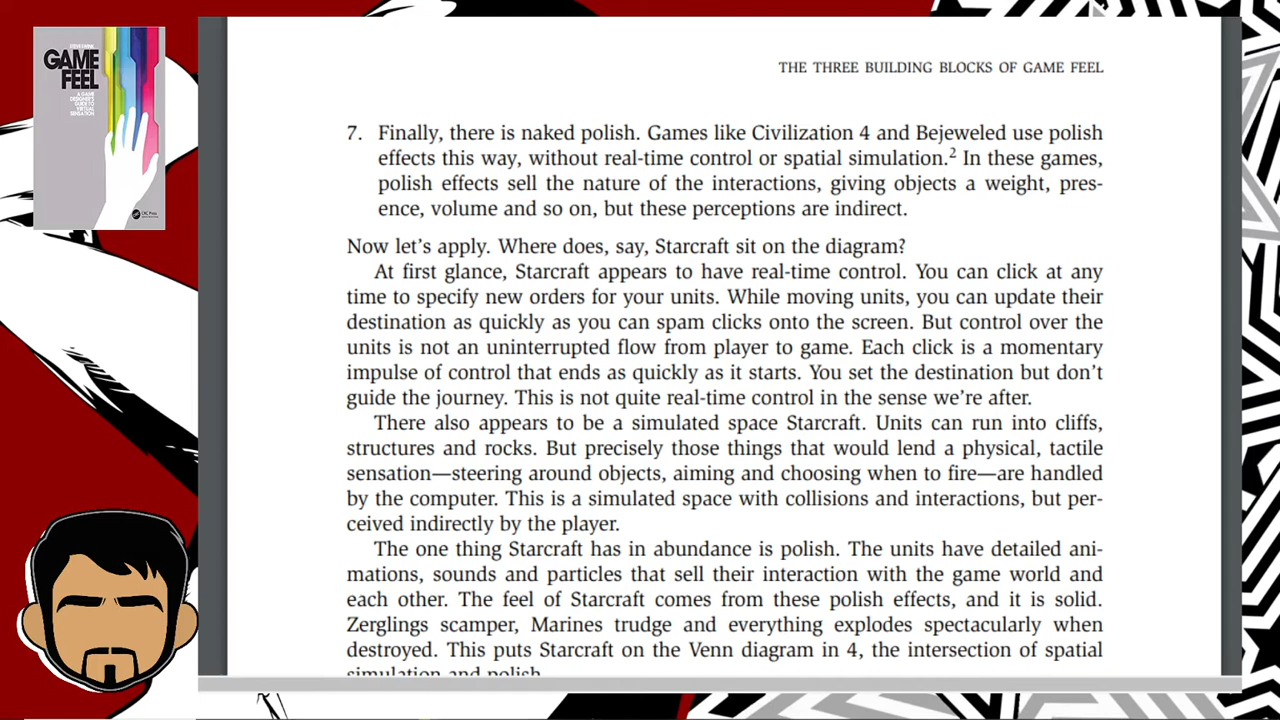 STEVE SWINK
GAME
FEEL
A GAME
DESIGNER'S
GUIDE TO
VIRTUAL
SENSATION
CRC Press
THE THREE BUILDING BLOCKS OF GAME FEEL
7. Finally, there is naked polish. Games like Civilization 4 and Bejeweled use polish
effects this way, without real-time control or spatial simulation.2 In these games,
polish effects sell the nature of the interactions, giving objects a weight, pres-
ence, volume and so on, but these perceptions are indirect.
Now let's apply. Where does, say, Starcraft sit on the diagram?
At first glance, Starcraft appears to have real-time control. You can click at any
time to specify new orders for your units. While moving units, you can update their
destination as quickly as you can spam clicks onto the screen. But control over the
units is not an uninterrupted flow from player to game. Each click is a momentary
impulse of control that ends as quickly as it starts. You set the destination but don't
guide the journey. This is not quite real-time control in the sense we're after.
There also appears to be a simulated space Starcraft. Units can run into cliffs,
structures and rocks. But precisely those things that would lend a physical, tactile
sensation—steering around objects, aiming and choosing when to fire—are handled
by the computer. This is a simulated space with collisions and interactions, but per-
ceived indirectly by the player.
The one thing Starcraft has in abundance is polish. The units have detailed ani-
mations, sounds and particles that sell their interaction with the game world and
each other. The feel of Starcraft comes from these polish effects, and it is solid.
Zerglings scamper, Marines trudge and everything explodes spectacularly when
destroyed. This puts Starcraft on the Venn diagram in 4, the intersection of spatial
simulation and polish.